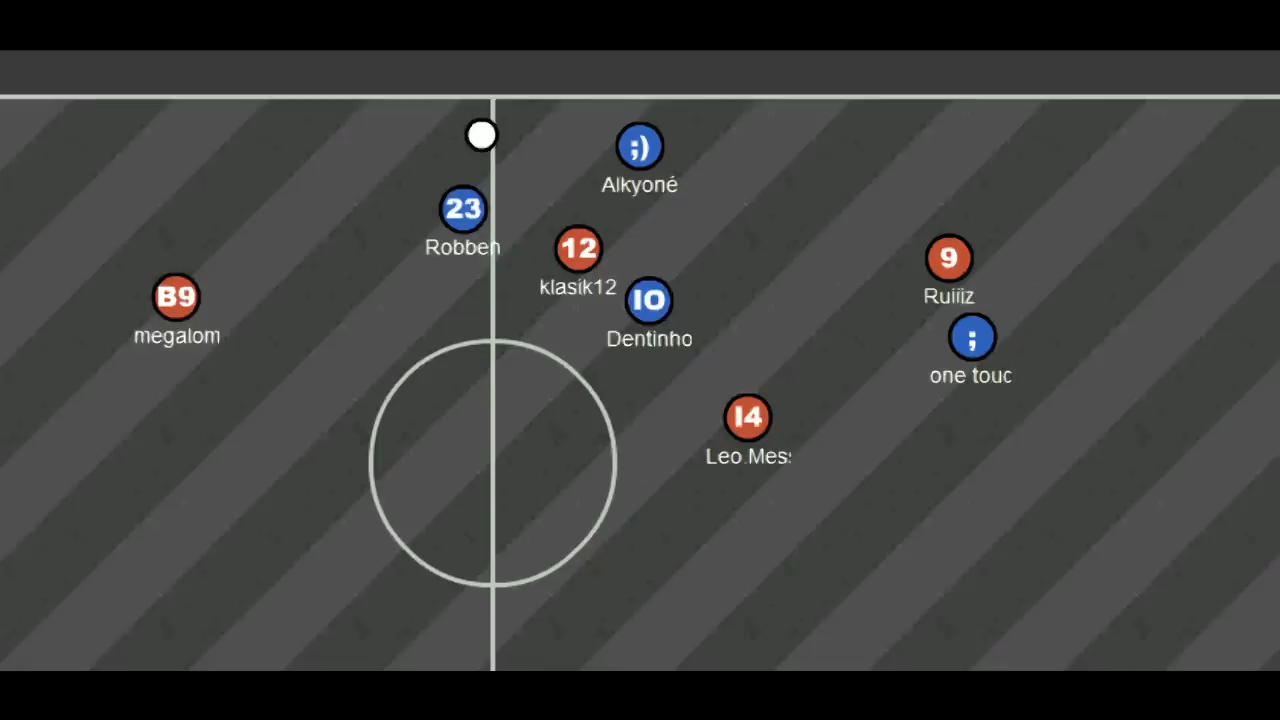 ;)
Alkyoné
23
Robben
12
klasik12
9
Ruiiiz
B9
megalom
IO
Dentinho
;
one touc
I4
Leo.Mes